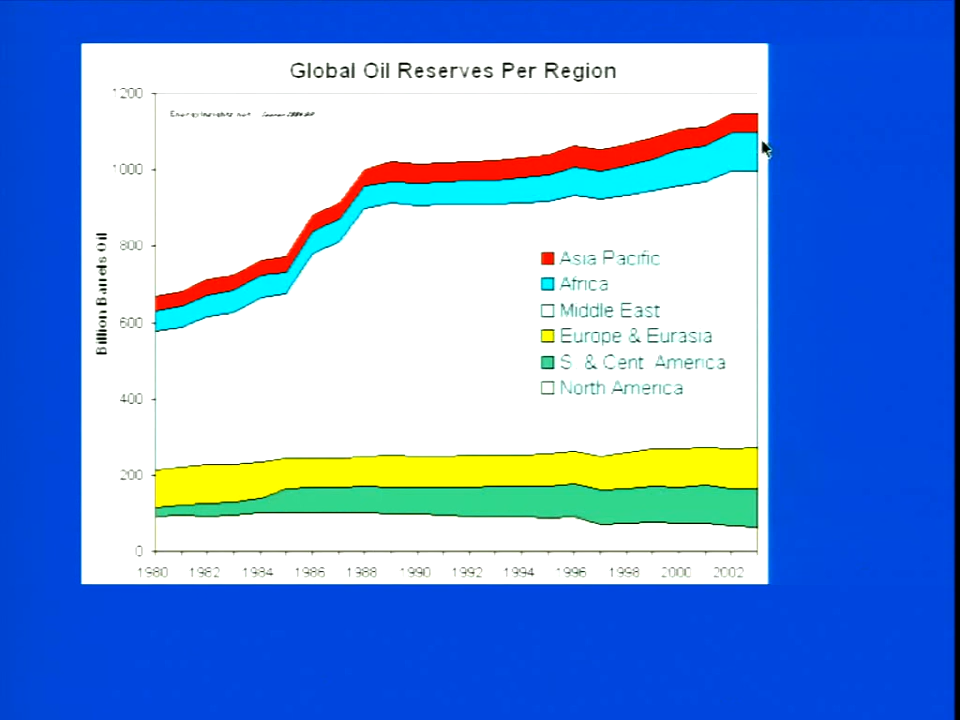 Global Oil Reserves Per Region
1200
1000
800
600
400
200
0
Billion Barrels Oil
Asia Pacific
Africa
Middle East
Europe & Eurasia
S & Cent America
North America
1980 1982 1984 1986 1988 1990 1992 1994 1996 1998 2000 2002